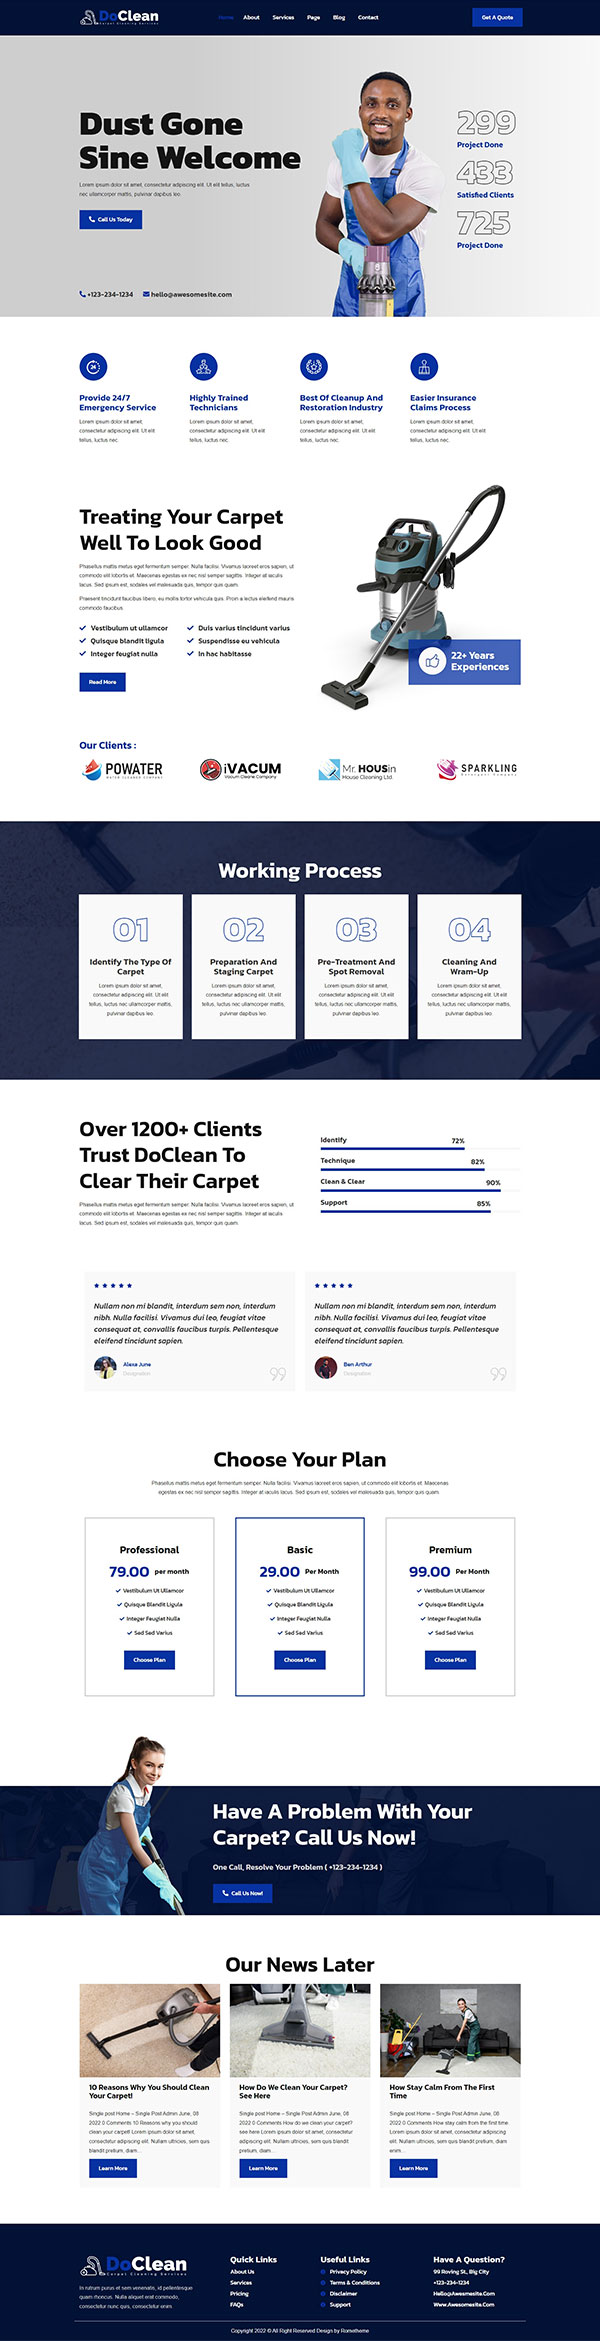 DoClean
Carpet Cleaning Services
Home About Services Page Blog Contact
Get A Quote
Dust Gone
Sine Welcome
Lorem ipsum dolor sit amet, consectetur adipiscing elit. Ut elit tellus, luctus
nec ullamcorper mattis, pulvinar dapibus leo.
Call Us Today
299
Project Done
433
Satisfied Clients
725
Project Done
+123-234-1234 hello@awesomesite.com
24
Provide 24/7
Emergency Service
Lorem ipsum dolor sit amet,
consectetur adipiscing elit. Ut elit
tellus, luctus nec.
Highly Trained
Technicians
Lorem ipsum dolor sit amet,
consectetur adipiscing elit. Ut elit
tellus, luctus nec.
Best Of Cleanup And
Restoration Industry
Lorem ipsum dolor sit amet,
consectetur adipiscing elit. Ut elit
tellus, luctus nec.
Easier Insurance
Claims Process
Lorem ipsum dolor sit amet,
consectetur adipiscing elit. Ut elit
tellus, luctus nec.
Treating Your Carpet
Well To Look Good
Phasellus mattis metus eget fermentum semper. Nulla facilisi. Vivamus laoreet eros sapien, ut
commodo elit lobortis et. Maecenas egestas ex nec nisl semper sagittis. Integer at iaculis
lacus. Sed ipsum est, sodales vel malesuada quis, tempor quis quam.
Praesent tincidunt faucibus libero, eu mollis tortor vehicula quis. Proin a lectus eleifend mauris
commodo faucibus.
Vestibulum ut ullamcor
Quisque blandit ligula
Integer feugiat nulla
Duis varius tincidunt varius
Suspendisse eu vehicula
In hac habitasse
Read More
22+ Years
Experiences
Our Clients :
POWATER
WATER CLEANER COMPANY
iVACUM
Vacum Cleane Company
Mr. HOUSin
House Cleaning Ltd.
SPARKLING
Detergent Company
Working Process
01
Identify The Type Of
Carpet
Lorem ipsum dolor sit amet,
consectetur adipiscing elit. Ut elit
tellus, luctus nec ullamcorper mattis,
pulvinar dapibus leo.
02
Preparation And
Staging Carpet
Lorem ipsum dolor sit amet,
consectetur adipiscing elit. Ut elit
tellus, luctus nec ullamcorper mattis,
pulvinar dapibus leo.
03
Pre-Treatment And
Spot Removal
Lorem ipsum dolor sit amet,
consectetur adipiscing elit. Ut elit
tellus, luctus nec ullamcorper mattis,
pulvinar dapibus leo.
04
Cleaning And
Wram-Up
Lorem ipsum dolor sit amet,
consectetur adipiscing elit. Ut elit
tellus, luctus nec ullamcorper mattis,
pulvinar dapibus leo.
Over 1200+ Clients
Trust DoClean To
Clear Their Carpet
Phasellus mattis metus eget fermentum semper. Nulla facilisi. Vivamus laoreet eros sapien, ut
commodo elit lobortis et. Maecenas egestas ex nec nisl semper sagittis. Integer at iaculis
lacus. Sed ipsum est, sodales vel malesuada quis, tempor quis quam.
Identify 72%
Technique 82%
Clean & Clear 90%
Support 85%
Nullam non mi blandit, interdum sem non, interdum
nibh. Nulla facilisi. Vivamus dui leo, feugiat vitae
consequat at, convallis faucibus turpis. Pellentesque
eleifend tincidunt sapien.
Alexa June
Designation
Nullam non mi blandit, interdum sem non, interdum
nibh. Nulla facilisi. Vivamus dui leo, feugiat vitae
consequat at, convallis faucibus turpis. Pellentesque
eleifend tincidunt sapien.
Ben Arthur
Designation
Choose Your Plan
Phasellus mattis metus eget fermentum semper. Nulla facilisi. Vivamus laoreet eros sapien, ut commodo elit lobortis et. Maecenas
egestas ex nec nisl semper sagittis. Integer at iaculis lacus. Sed ipsum est, sodales vel malesuada quis, tempor quis quam.
Professional
79.00 per month
Vestibulum Ut Ullamcor
Quisque Blandit Ligula
Integer Feugiat Nulla
Sed Sed Varius
Choose Plan
Basic
29.00 Per Month
Vestibulum Ut Ullamcor
Quisque Blandit Ligula
Integer Feugiat Nulla
Sed Sed Varius
Choose Plan
Premium
99.00 Per Month
Vestibulum Ut Ullamcor
Quisque Blandit Ligula
Integer Feugiat Nulla
Sed Sed Varius
Choose Plan
Have A Problem With Your
Carpet? Call Us Now!
One Call, Resolve Your Problem ( +123-234-1234 )
Call Us Now!
Our News Later
10 Reasons Why You Should Clean
Your Carpet!
Single post Home – Single Post Admin June, 08
2022 0 Comments 10 Reasons why you should
clean your carpet! Lorem ipsum dolor sit amet,
consectetur adipiscing elit. Nullam ultrices, sem quis
blandit pretium, diam...
Learn More
How Do We Clean Your Carpet?
See Here
Single post Home – Single Post Admin June, 08
2022 0 Comments How do we clean your carpet?
see here Lorem ipsum dolor sit amet, consectetur
adipiscing elit. Nullam ultrices, sem quis blandit
pretium, diam...
Learn More
How Stay Calm From The First
Time
Single post Home – Single Post Admin June, 08
2022 0 Comments How stay calm from the first time
Lorem ipsum dolor sit amet, consectetur adipiscing
elit. Nullam ultrices, sem quis blandit pretium,
enim...
Learn More
DoClean
Carpet Cleaning Services
In rutrum purus et sem venenatis, id pellentesque
quam rhoncus. Nulla aliquet erat commodo,
consectetur nunc quis, consectetur enim.
Quick Links
About Us
Services
Pricing
FAQs
Useful Links
Privacy Policy
Terms & Conditions
Disclaimer
Support
Have A Question?
99 Roving St., Big City
+123-234-1234
Hello@Awesmesite.Com
Www.Awesomesite.Com
Copyright 2022 © All Right Reserved Design by Rometheme